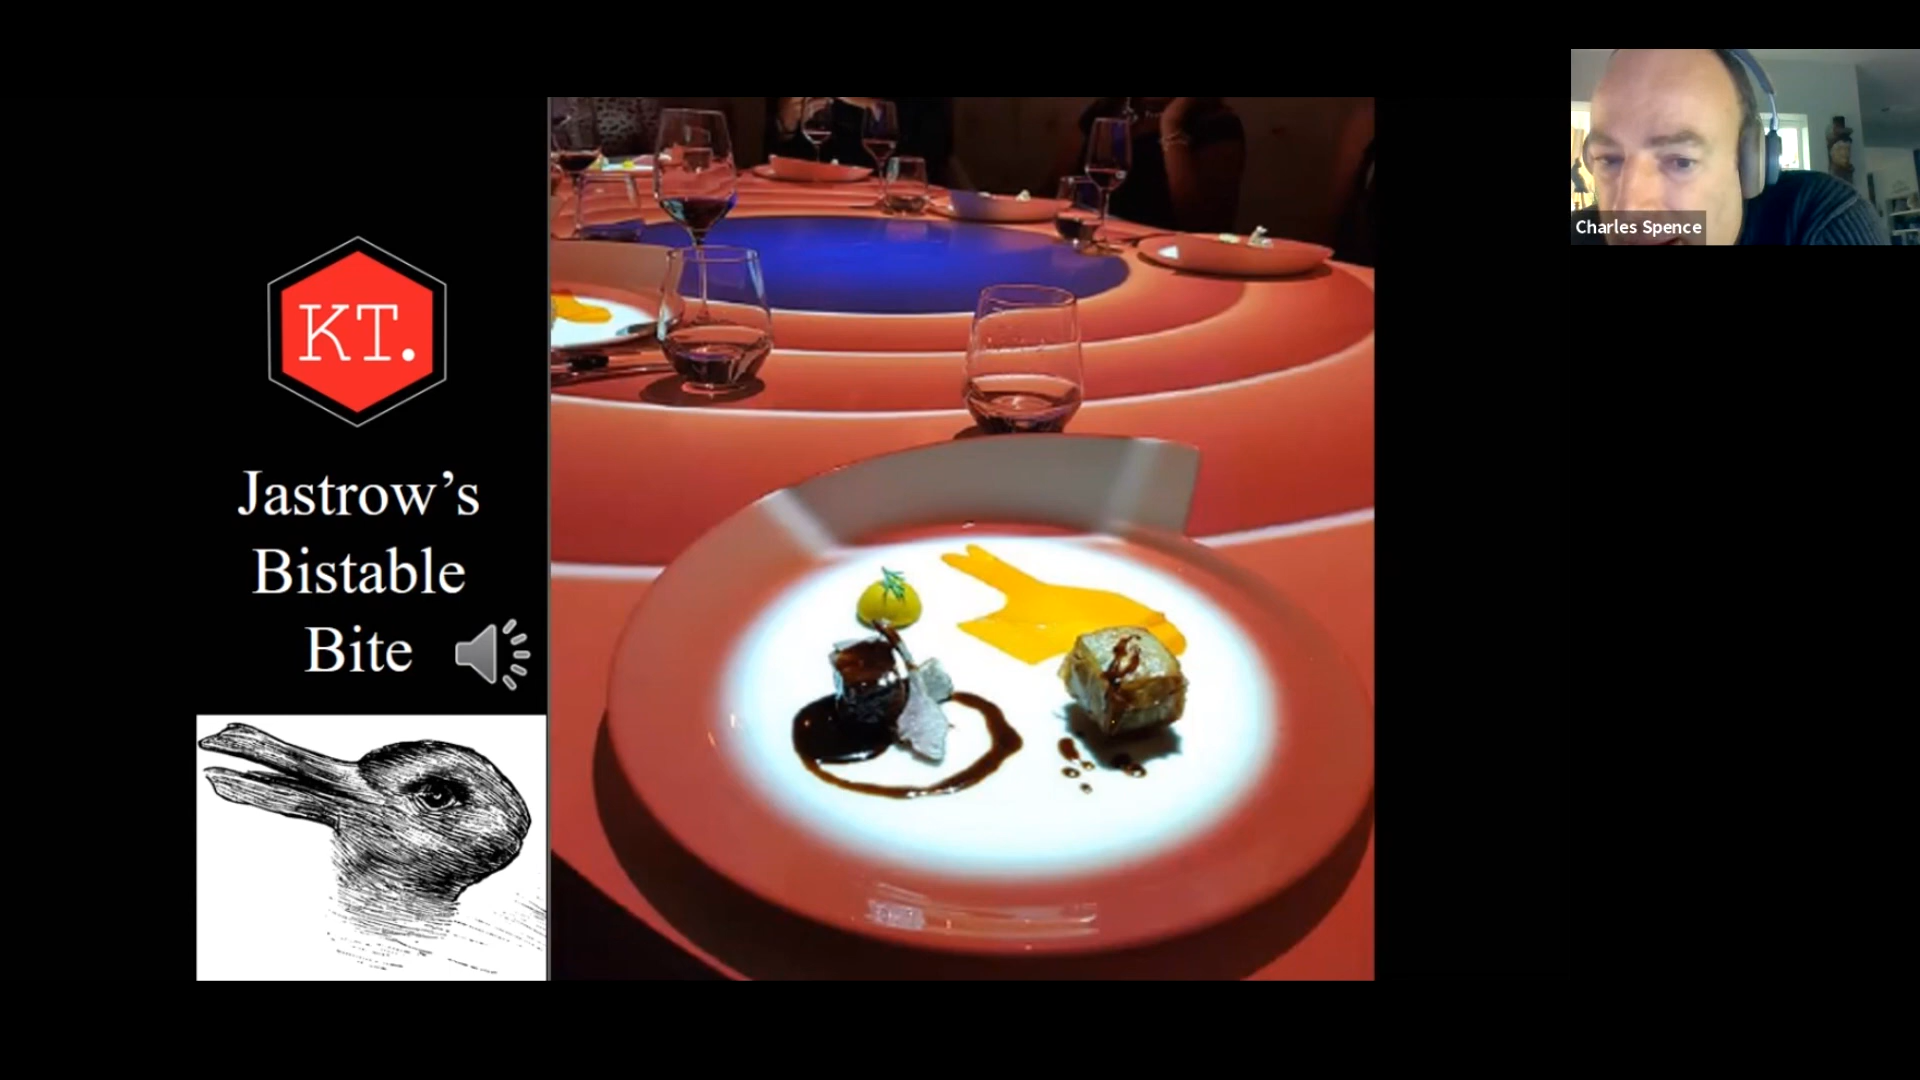 KT.
Jastrow’s
Bistable
Bite
Charles Spence